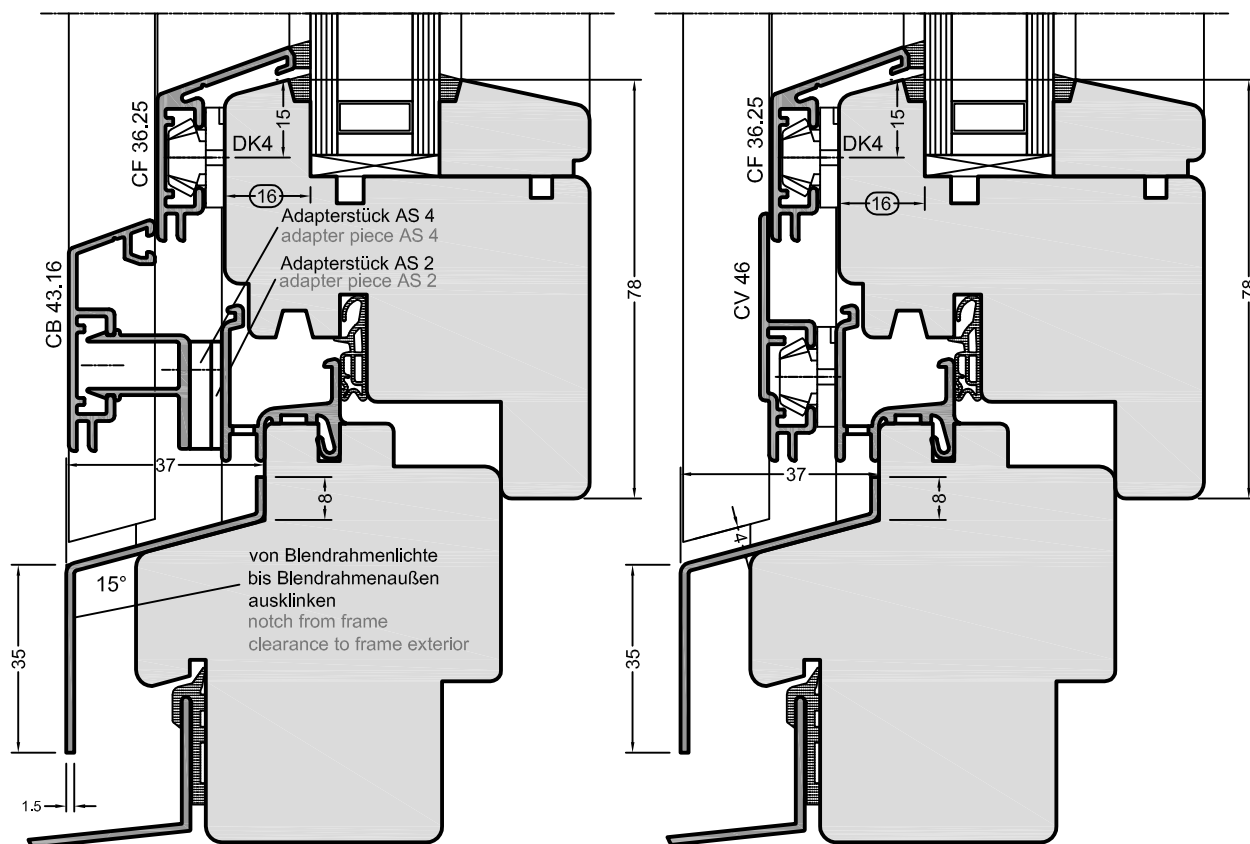 CF 36.25
DK4
15
16
Adapterstück AS 4
adapter piece AS 4
Adapterstück AS 2
adapter piece AS 2
CB 43.16
78
37
8
15°
von Blendrahmenlichte
bis Blendrahmenaußen
ausklinken
notch from frame
clearance to frame exterior
35
1.5
CF 36.25
DK4
15
16
CV 46
78
37
8
4
35